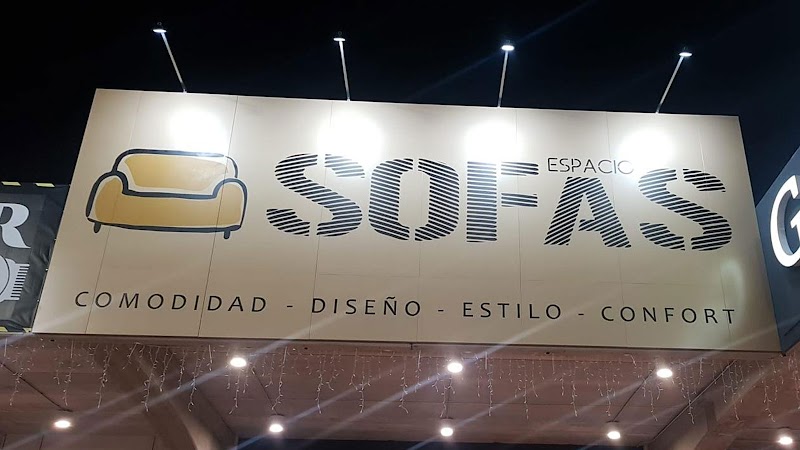 ESPACIO
SOFAS
COMODIDAD - DISEÑO - ESTILO - CONFORT
R
G